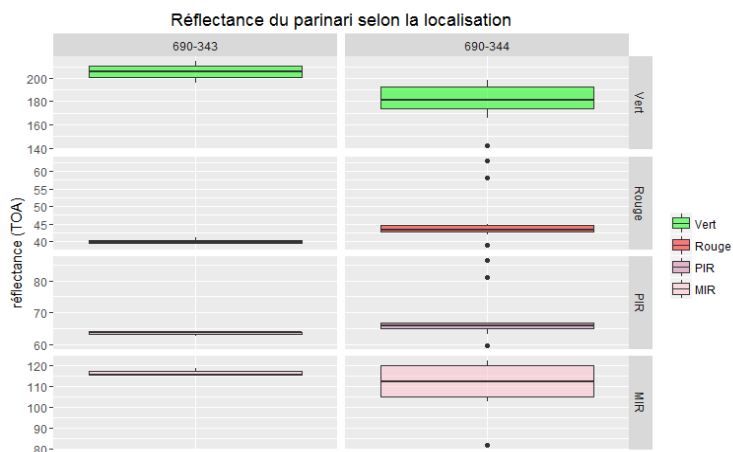 Réflectance du parinari selon la localisation
690-343
690-344
réflectance (TOA)
200
180
160
140
Vert
60
55
50
45
40
Rouge
80
70
60
PIR
120
110
100
90
80
MIR
Vert
Rouge
PIR
MIR